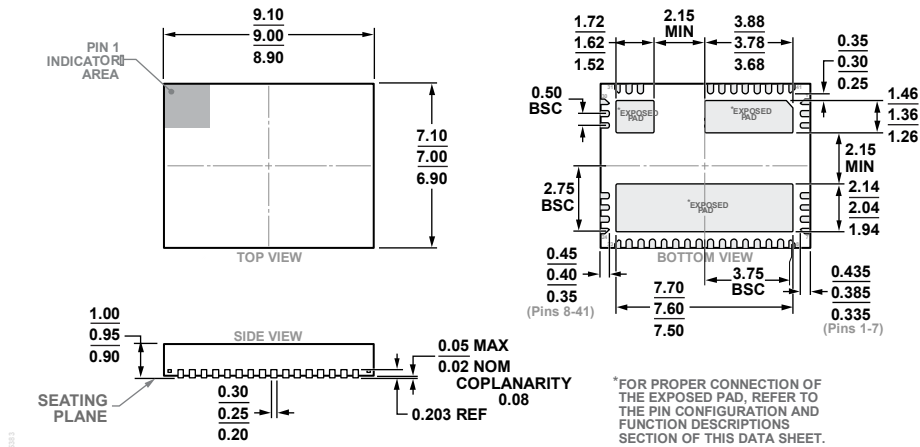 9.10
9.00
8.90
PIN 1
INDICATOR
AREA
7.10
7.00
6.90
TOP VIEW
1.72
1.62
1.52
2.15
MIN
3.88
3.78
3.68
0.35
0.30
0.25
0.50
BSC
*EXPOSED
PAD
*EXPOSED
PAD
1.46
1.36
1.26
2.15
MIN
2.75
BSC
*EXPOSED
PAD
2.14
2.04
1.94
BOTTOM VIEW
0.45
0.40
0.35
(Pins 8-41)
3.75
BSC
7.70
7.60
7.50
0.435
0.385
0.335
(Pins 1-7)
1.00
0.95
0.90
SIDE VIEW
0.05 MAX
0.02 NOM
COPLANARITY
0.08
SEATING
PLANE
0.30
0.25
0.20
0.203 REF
*FOR PROPER CONNECTION OF
THE EXPOSED PAD, REFER TO
THE PIN CONFIGURATION AND
FUNCTION DESCRIPTIONS
SECTION OF THIS DATA SHEET.